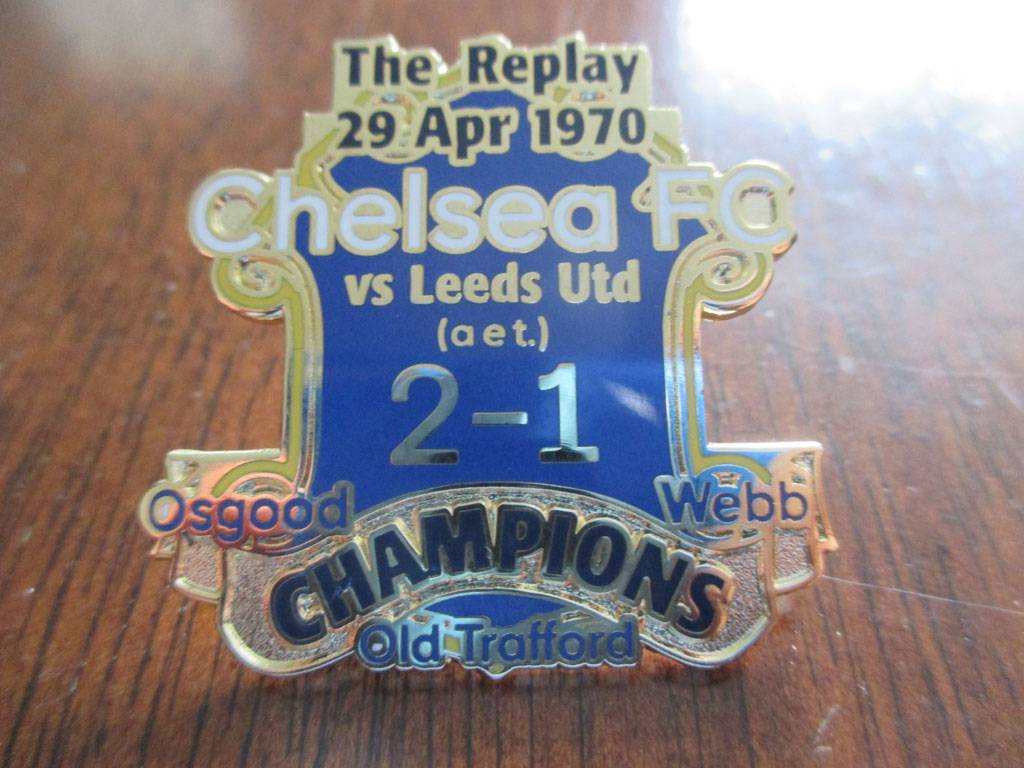 The Replay
29 Apr 1970
Chelsea FC
vs Leeds Utd
(a e t.)
2-1
Osgood Webb
CHAMPIONS
Old Trafford